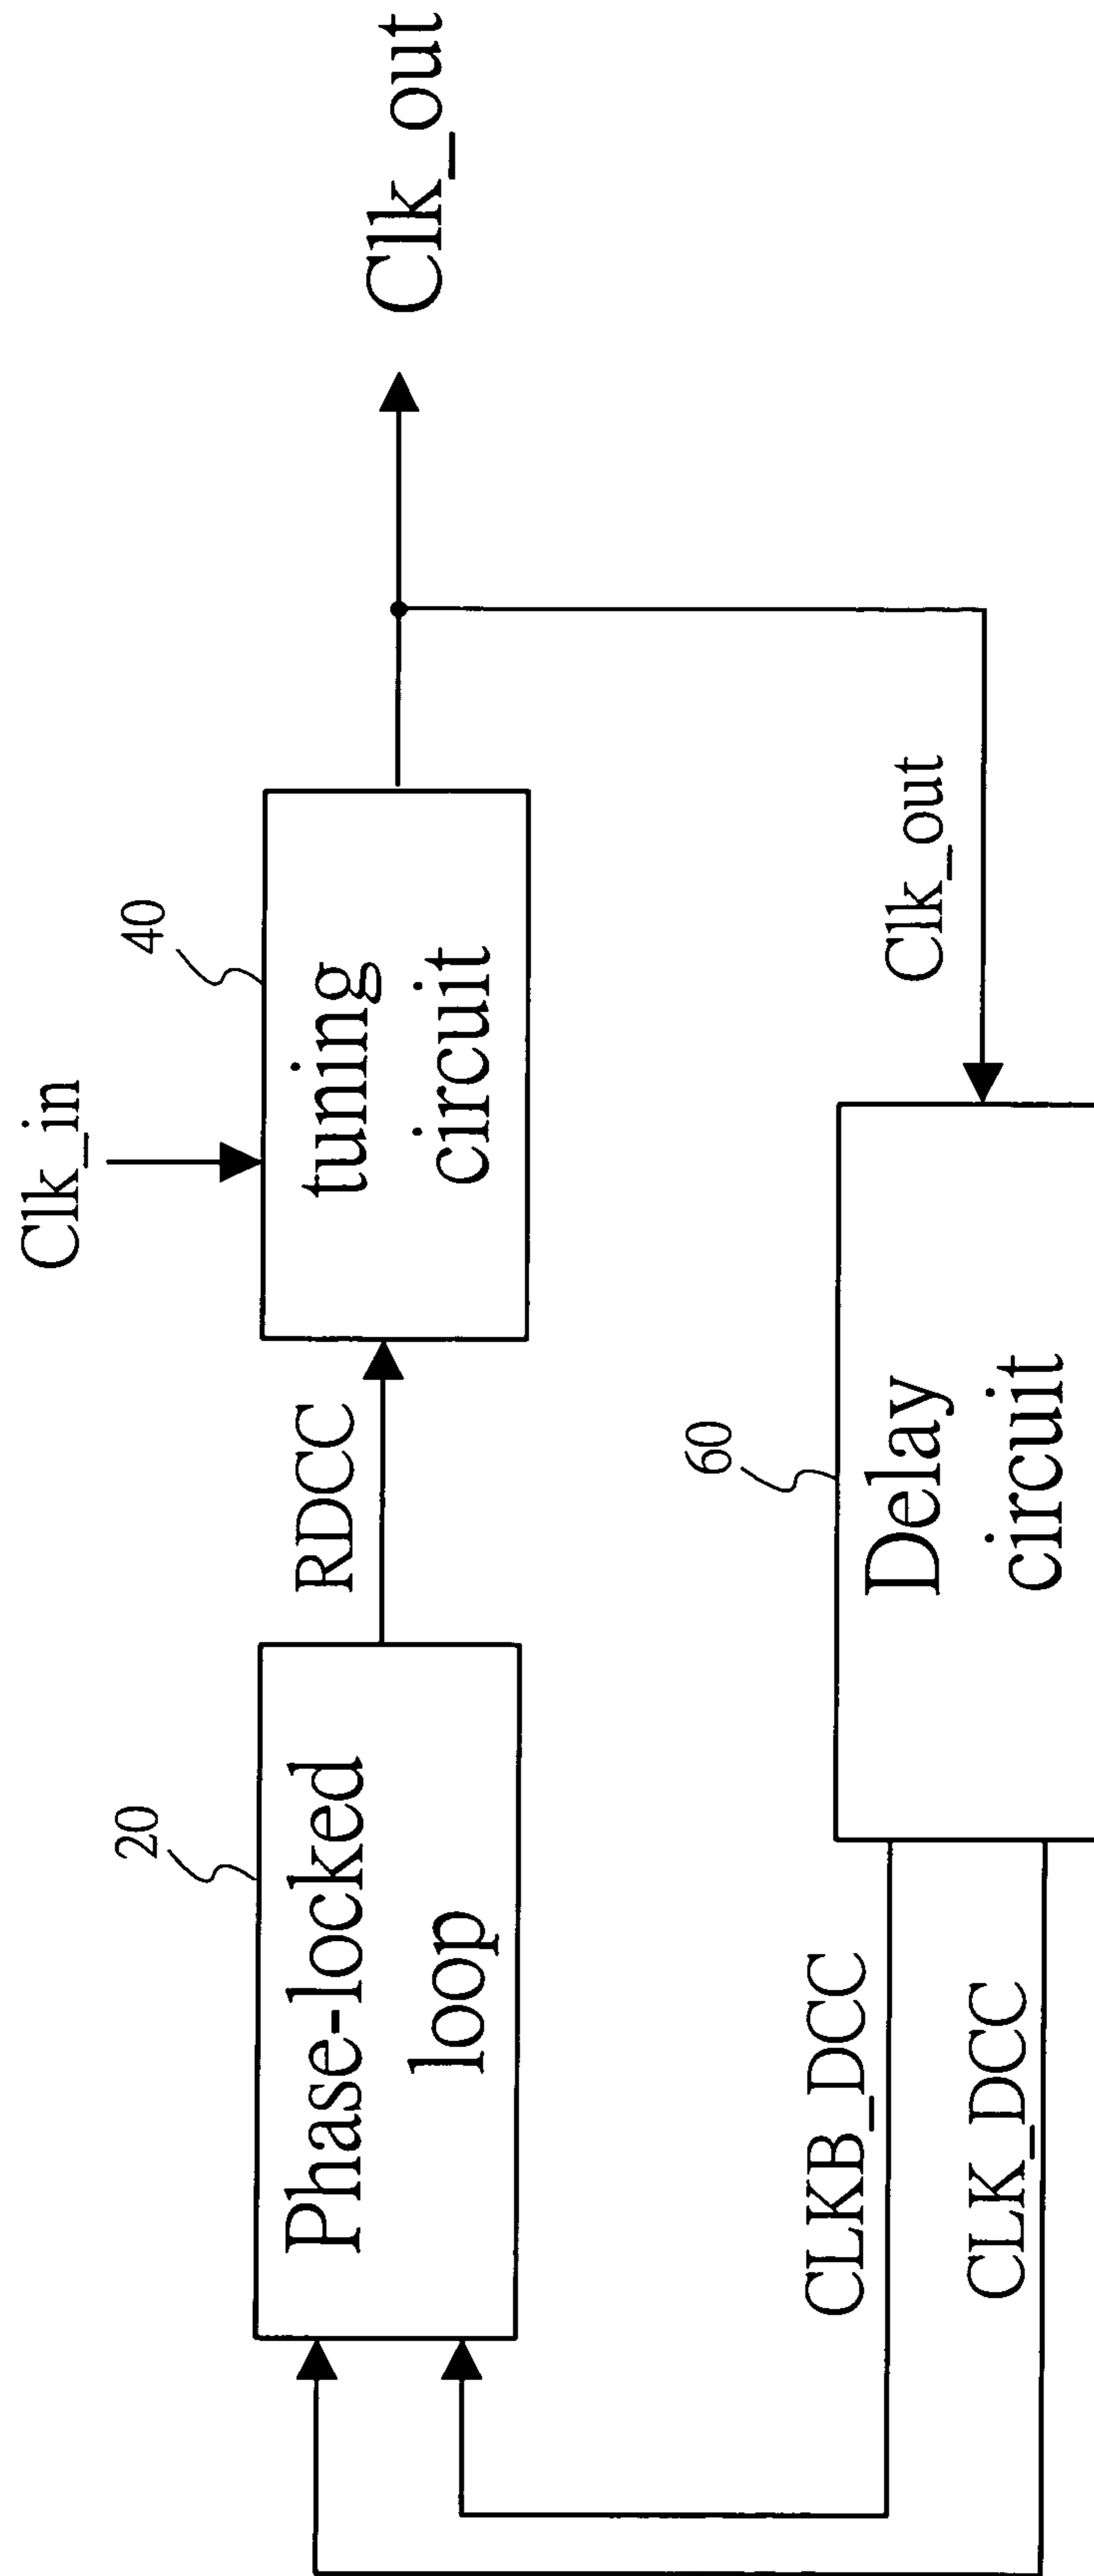 Clk_in
20
40
Phase-locked
loop
RDCC
tuning
circuit
Clk_out
60
CLKB_DCC
CLK_DCC
Delay
circuit
Clk_out